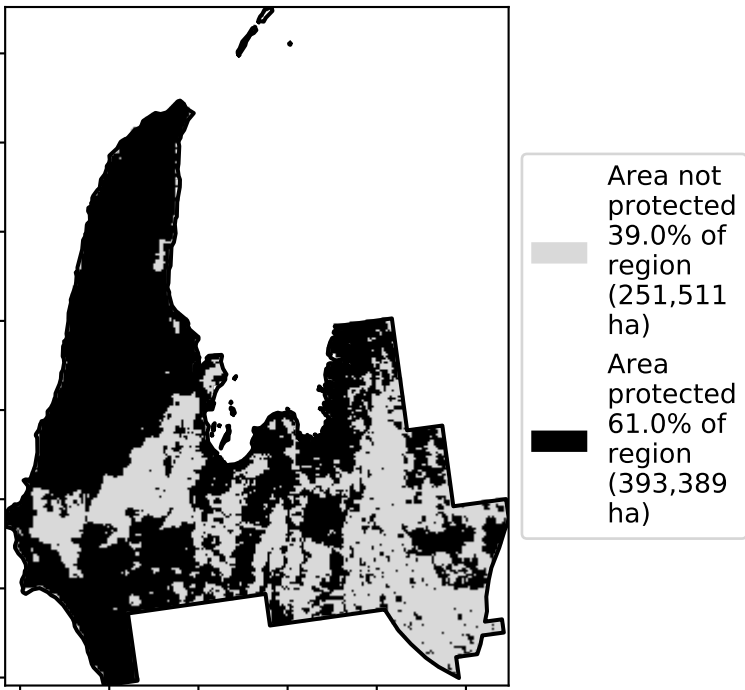 Area not
protected
39.0% of
region
(251,511
ha)
Area
protected
61.0% of
region
(393,389
ha)